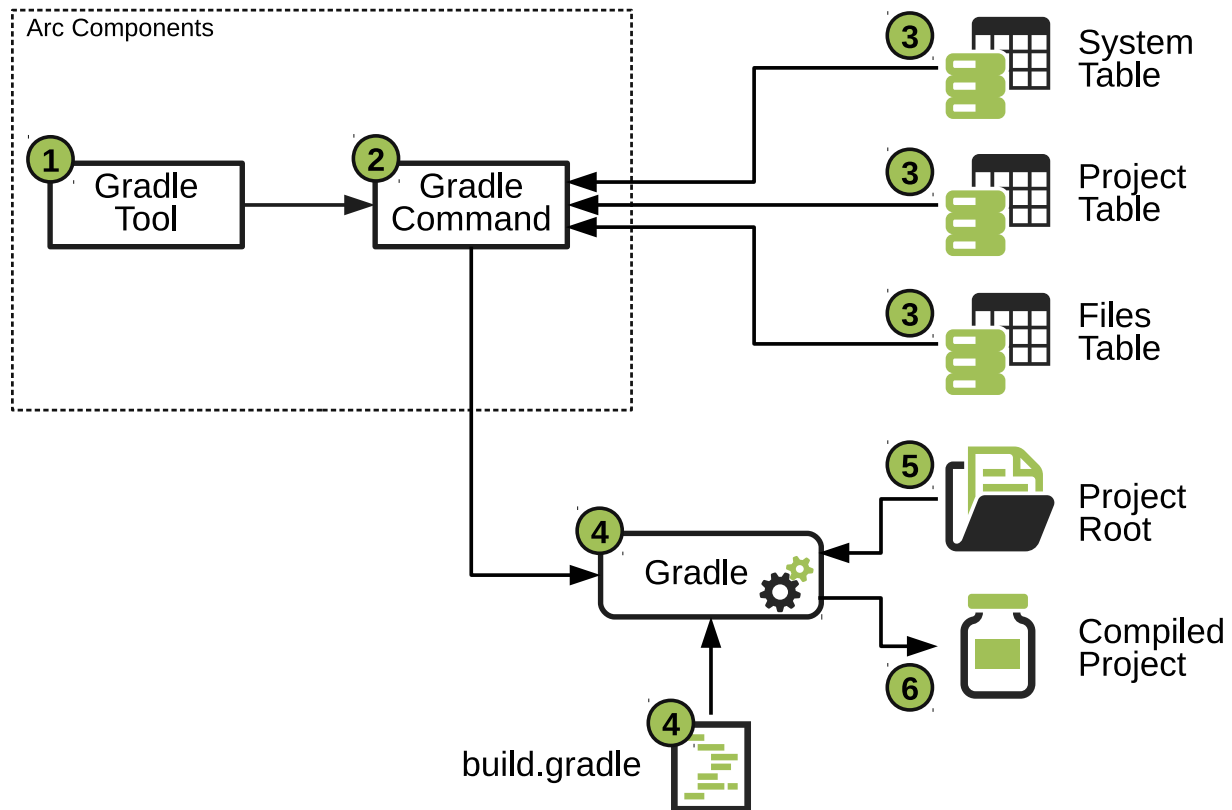 Arc Components
1
Gradle
Tool
2
Gradle
Command
3
System
Table
3
Project
Table
3
Files
Table
4
Gradle
5
Project
Root
6
Compiled
Project
4
build.gradle